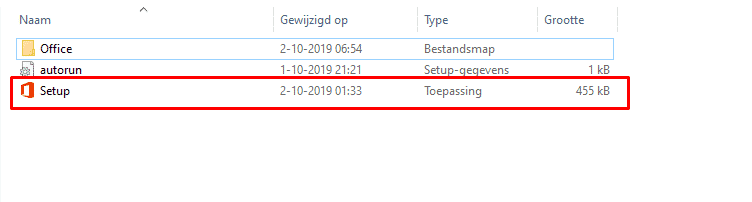 Naam Gewijzigd op Type Grootte
Office 2-10-2019 06:54 Bestandsmap
autorun 1-10-2019 21:21 Setup-gegevens 1 kB
Setup 2-10-2019 01:33 Toepassing 455 kB